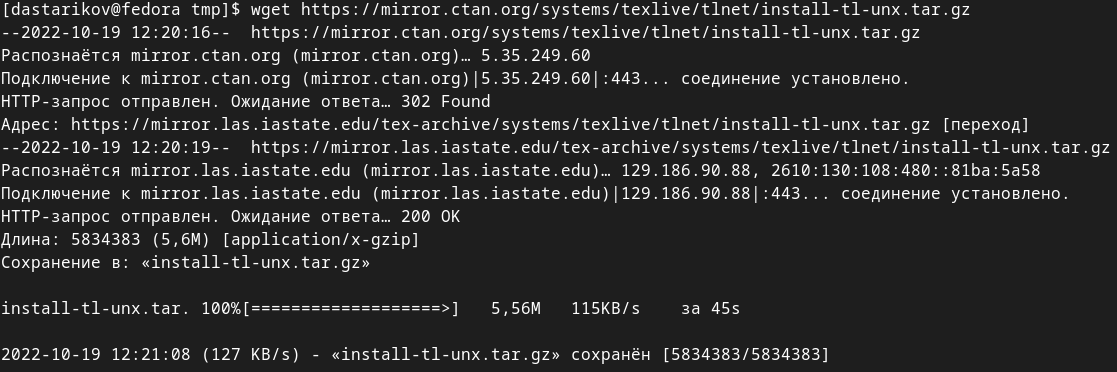 [dastarikov@fedora tmp]$ wget https://mirror.ctan.org/systems/texlive/tlnet/install-tl-unx.tar.gz
--2022-10-19 12:20:16--  https://mirror.ctan.org/systems/texlive/tlnet/install-tl-unx.tar.gz
Распознаётся mirror.ctan.org (mirror.ctan.org)… 5.35.249.60
Подключение к mirror.ctan.org (mirror.ctan.org)|5.35.249.60|:443... соединение установлено.
HTTP-запрос отправлен. Ожидание ответа… 302 Found
Адрес: https://mirror.las.iastate.edu/tex-archive/systems/texlive/tlnet/install-tl-unx.tar.gz [переход]
--2022-10-19 12:20:19--  https://mirror.las.iastate.edu/tex-archive/systems/texlive/tlnet/install-tl-unx.tar.gz
Распознаётся mirror.las.iastate.edu (mirror.las.iastate.edu)… 129.186.90.88, 2610:130:108:480::81ba:5a58
Подключение к mirror.las.iastate.edu (mirror.las.iastate.edu)|129.186.90.88|:443... соединение установлено.
HTTP-запрос отправлен. Ожидание ответа… 200 OK
Длина: 5834383 (5,6M) [application/x-gzip]
Сохранение в: «install-tl-unx.tar.gz»
install-tl-unx.tar. 100%[===================>]   5,56M   115KB/s    за 45s
2022-10-19 12:21:08 (127 KB/s) - «install-tl-unx.tar.gz» сохранён [5834383/5834383]